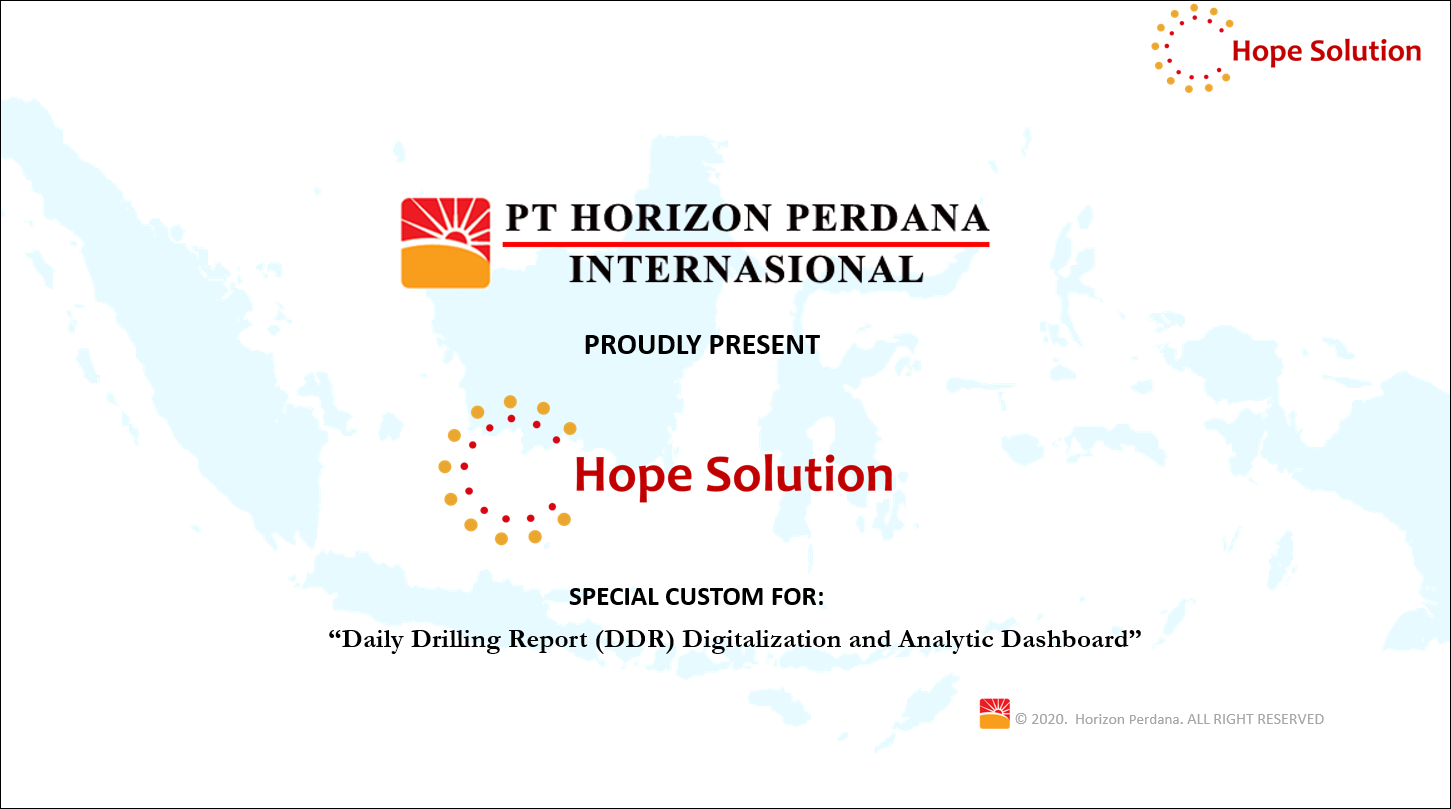 Hope Solution
PT HORIZON PERDANA
INTERNASIONAL
PROUDLY PRESENT
Hope Solution
SPECIAL CUSTOM FOR:
“Daily Drilling Report (DDR) Digitalization and Analytic Dashboard”
© 2020. Horizon Perdana. ALL RIGHT RESERVED